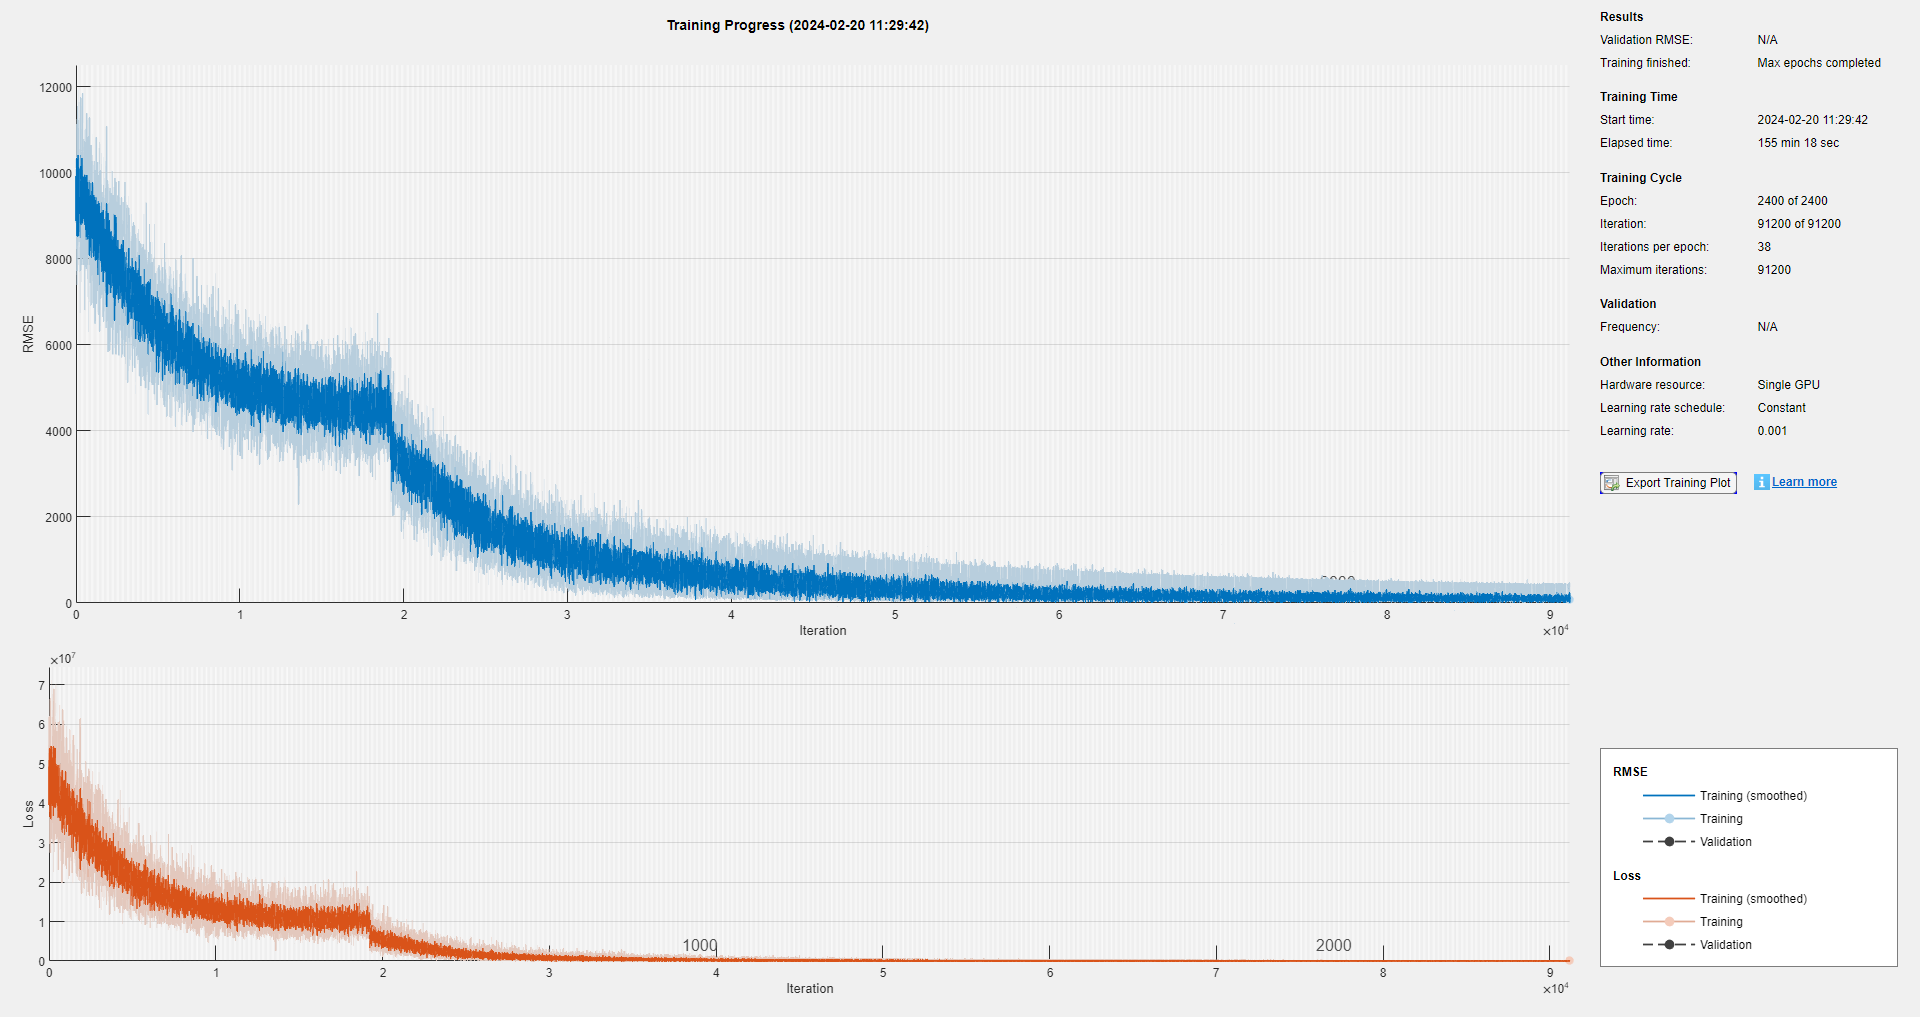 Training Progress (2024-02-20 11:29:42)
12000
10000
8000
6000
4000
2000
0
RMSE
0 1 2 3 4 5 6 7 8 9
Iteration
×10⁴
×10⁷
7
6
5
4
3
2
1
0
Loss
1000
2000
0 1 2 3 4 5 6 7 8 9
Iteration
×10⁴
Results
Validation RMSE: N/A
Training finished: Max epochs completed
Training Time
Start time: 2024-02-20 11:29:42
Elapsed time: 155 min 18 sec
Training Cycle
Epoch: 2400 of 2400
Iteration: 91200 of 91200
Iterations per epoch: 38
Maximum iterations: 91200
Validation
Frequency: N/A
Other Information
Hardware resource: Single GPU
Learning rate schedule: Constant
Learning rate: 0.001
Export Training Plot
i Learn more
RMSE
Training (smoothed)
Training
Validation
Loss
Training (smoothed)
Training
Validation